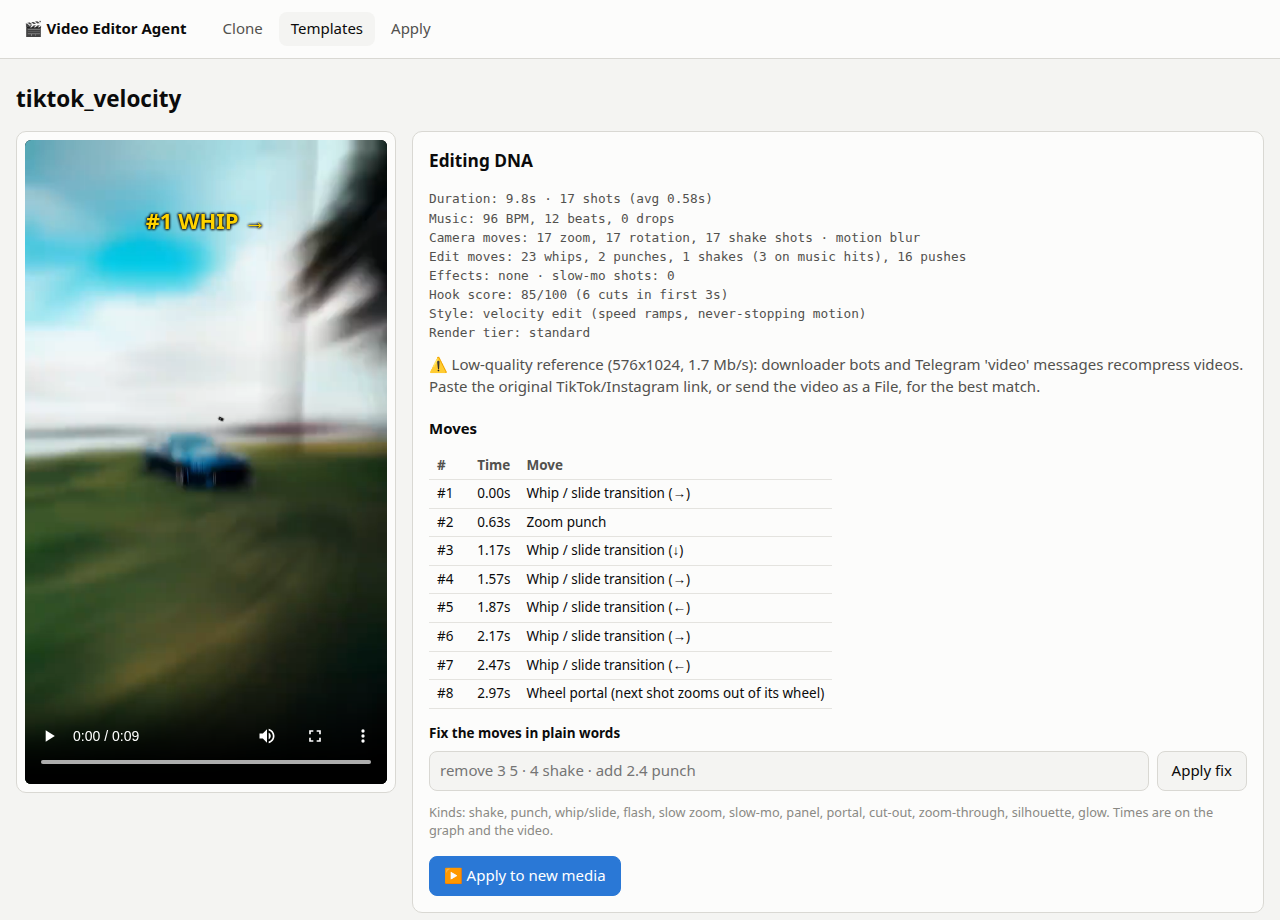 🎬 Video Editor Agent
Clone
Templates
Apply
tiktok_velocity
#1 WHIP →
0:00 / 0:09
Editing DNA
Duration: 9.8s · 17 shots (avg 0.58s)
Music: 96 BPM, 12 beats, 0 drops
Camera moves: 17 zoom, 17 rotation, 17 shake shots · motion blur
Edit moves: 23 whips, 2 punches, 1 shakes (3 on music hits), 16 pushes
Effects: none · slow-mo shots: 0
Hook score: 85/100 (6 cuts in first 3s)
Style: velocity edit (speed ramps, never-stopping motion)
Render tier: standard
⚠️ Low-quality reference (576x1024, 1.7 Mb/s): downloader bots and Telegram 'video' messages recompress videos.
Paste the original TikTok/Instagram link, or send the video as a File, for the best match.
Moves
# Time Move
#1 0.00s Whip / slide transition (→)
#2 0.63s Zoom punch
#3 1.17s Whip / slide transition (↓)
#4 1.57s Whip / slide transition (→)
#5 1.87s Whip / slide transition (←)
#6 2.17s Whip / slide transition (→)
#7 2.47s Whip / slide transition (←)
#8 2.97s Wheel portal (next shot zooms out of its wheel)
Fix the moves in plain words
remove 3 5 · 4 shake · add 2.4 punch
Apply fix
Kinds: shake, punch, whip/slide, flash, slow zoom, slow-mo, panel, portal, cut-out, zoom-through, silhouette, glow. Times are on the
graph and the video.
▶️ Apply to new media